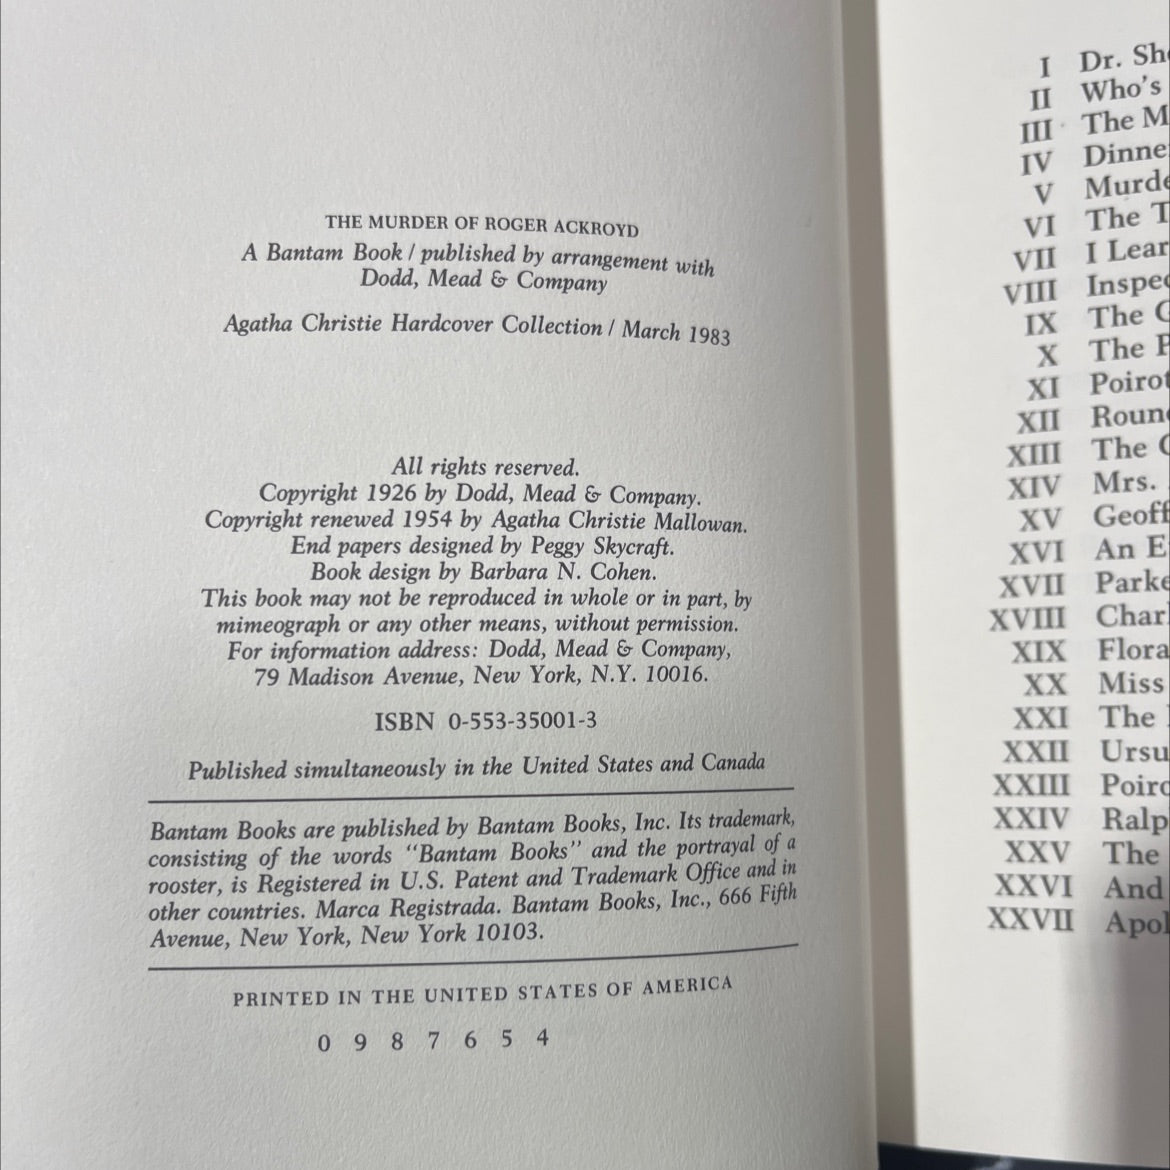 THE MURDER OF ROGER ACKROYD
A Bantam Book / published by arrangement with
Dodd, Mead & Company
Agatha Christie Hardcover Collection / March 1983
All rights reserved.
Copyright 1926 by Dodd, Mead & Company.
Copyright renewed 1954 by Agatha Christie Mallowan.
End papers designed by Peggy Skycraft.
Book design by Barbara N. Cohen.
This book may not be reproduced in whole or in part, by
mimeograph or any other means, without permission.
For information address: Dodd, Mead & Company,
79 Madison Avenue, New York, N.Y. 10016.
ISBN 0-553-35001-3
Published simultaneously in the United States and Canada
Bantam Books are published by Bantam Books, Inc. Its trademark,
consisting of the words "Bantam Books" and the portrayal of a
rooster, is Registered in U.S. Patent and Trademark Office and in
other countries. Marca Registrada. Bantam Books, Inc., 666 Fifth
Avenue, New York, New York 10103.
PRINTED IN THE UNITED STATES OF AMERICA
0 9 8 7 6 5 4
I Dr.
II Who's
III The
IV
V
VI The
VII I
VIII
IX The
X The
XI
XII
XIII The
XIV Mrs.
XV
XVI An
XVII
XVIII
XIX Flora
XX Miss
XXI The
XXII
XXIII
XXIV
XXV The
XXVI And
XXVII